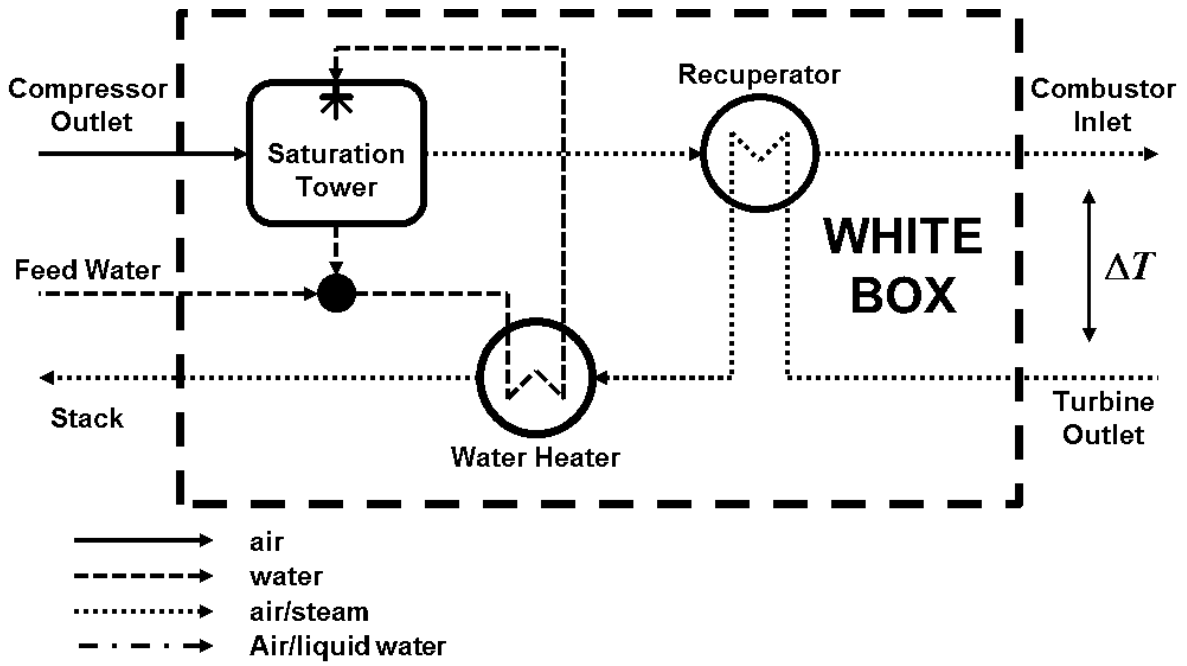 Compressor
Outlet
Saturation
Tower
Recuperator
Combustor
Inlet
Feed Water
WHITE
BOX
ΔT
Stack
Water Heater
Turbine
Outlet
air
water
air/steam
Air/liquid water